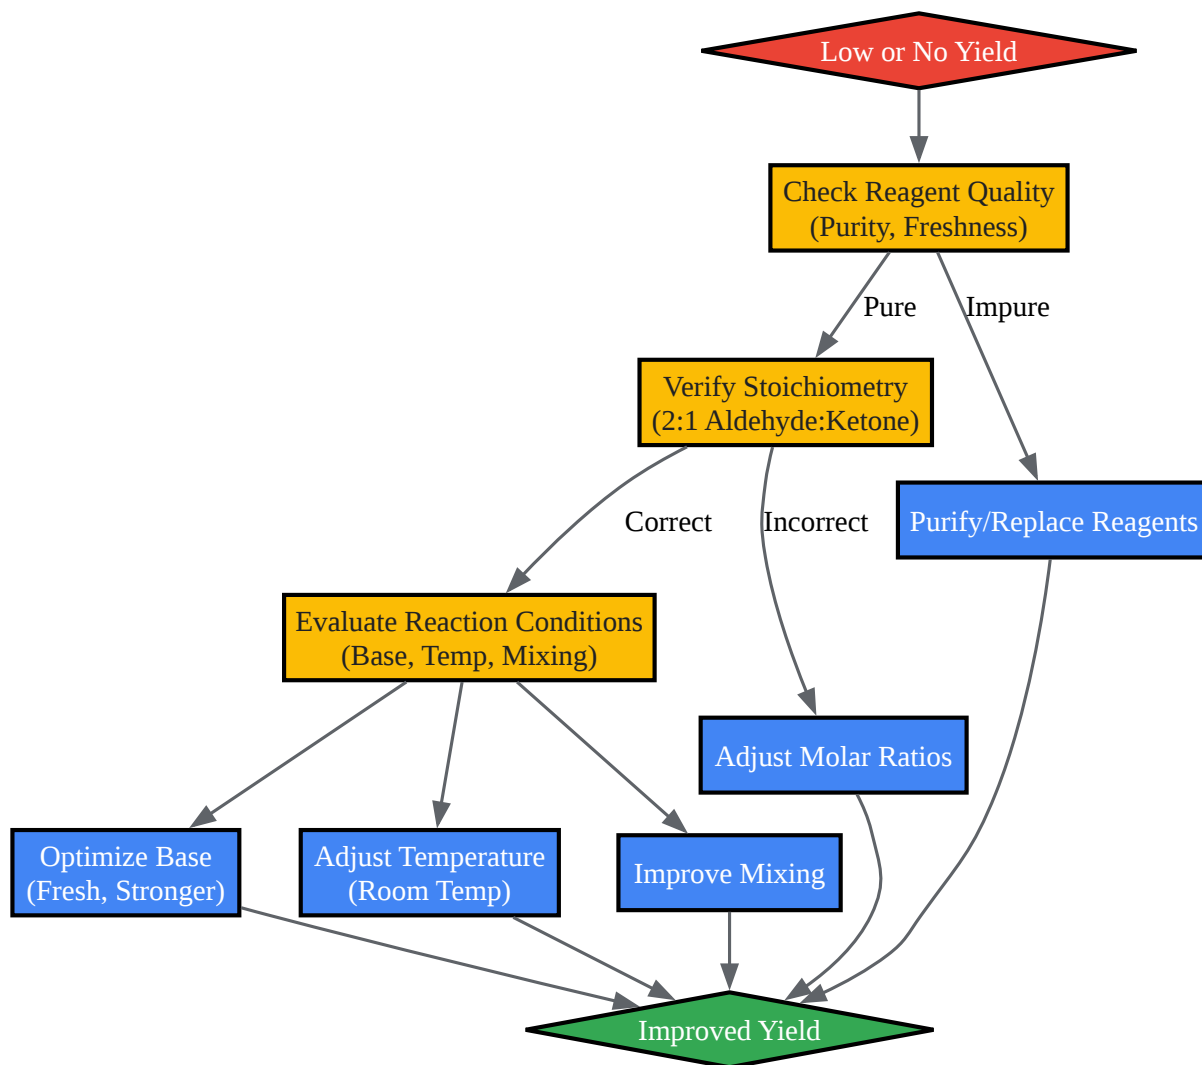 Low or No Yield
Check Reagent Quality
(Purity, Freshness)
Pure
Impure
Verify Stoichiometry
(2:1 Aldehyde:Ketone)
Correct
Incorrect
Purify/Replace Reagents
Evaluate Reaction Conditions
(Base, Temp, Mixing)
Adjust Molar Ratios
Optimize Base
(Fresh, Stronger)
Adjust Temperature
(Room Temp)
Improve Mixing
Improved Yield